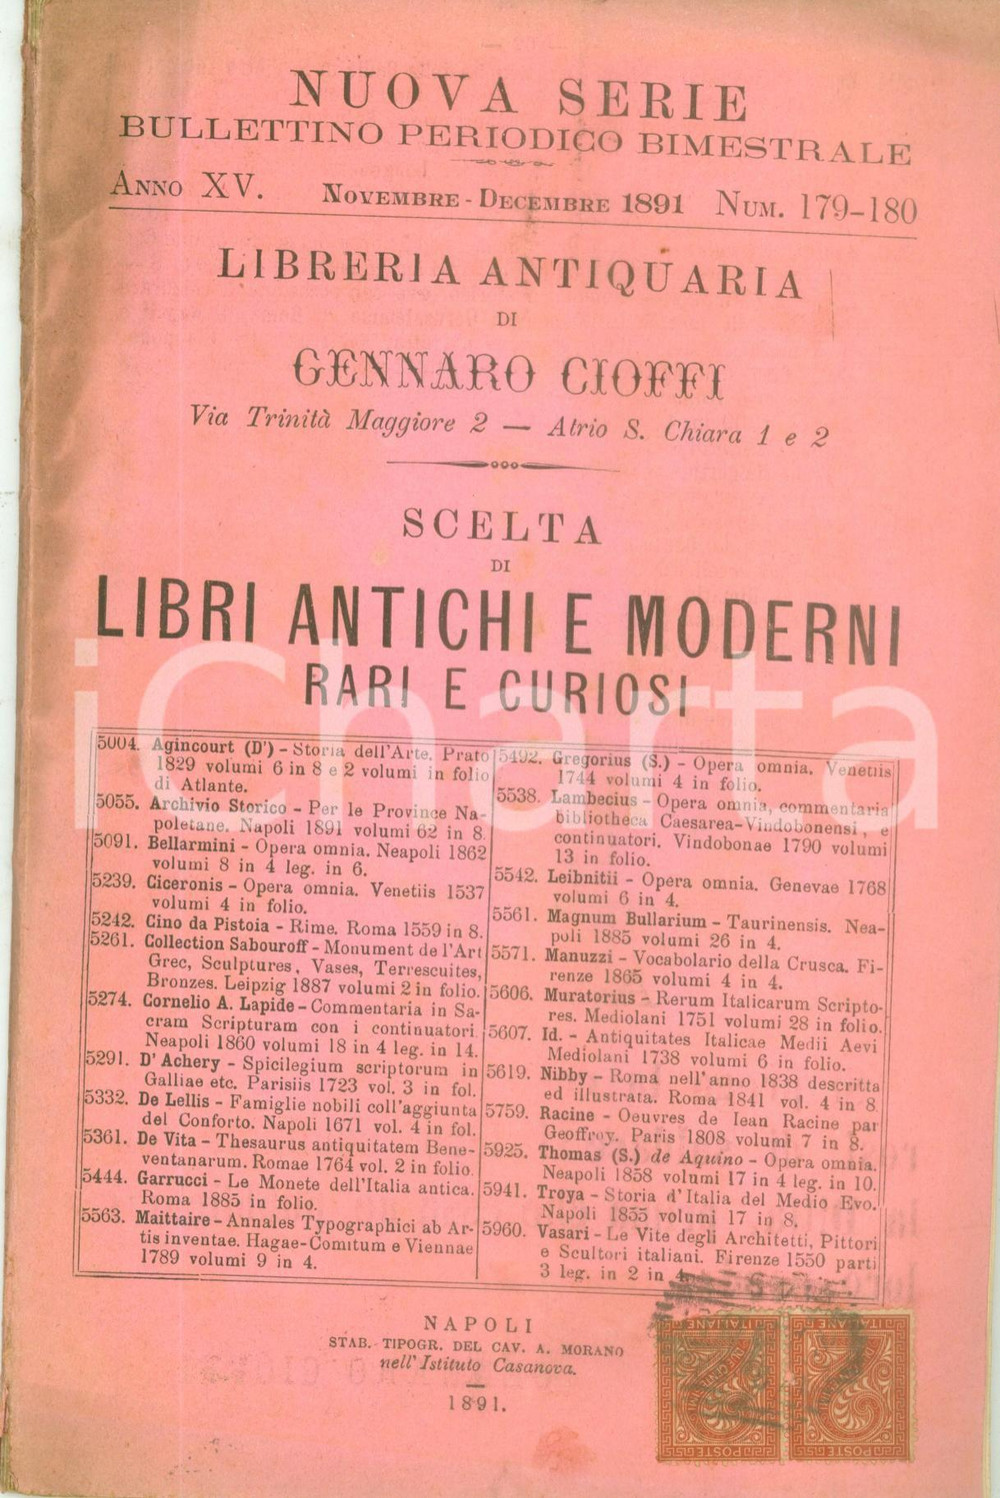 NUOVA SERIE
BULLETTINO PERIODICO BIMESTRALE
ANNO XV. NOVEMBRE - DECEMBRE 1891 NUM. 179-180
LIBRERIA ANTIQUARIA
DI
GENNARO CIOFFI
Via Trinità Maggiore 2 — Atrio S. Chiara 1 e 2
SCELTA
DI
LIBRI ANTICHI E MODERNI
RARI E CURIOSI
5004. Agincourt (D') - Storia dell'Arte. Prato
1829 volumi 6 in 8 e 2 volumi in folio
di Atlante.
5055. Archivio Storico - Per le Province Na-
poletane. Napoli 1891 volumi 62 in 8.
5091. Bellarmini - Opera omnia. Neapoli 1862
volumi 8 in 4 leg. in 6.
5239. Ciceronis - Opera omnia. Venetiis 1537
volumi 4 in folio.
5242. Cino da Pistoia - Rime. Roma 1559 in 8.
5261. Collection Sabouroff - Monument de l'Art
Grec, Sculptures, Vases, Terrescuites,
Bronzes. Leipzig 1887 volumi 2 in folio.
5274. Cornelio A. Lapide - Commentaria in Sa-
cram Scripturam con i continuatori.
Neapoli 1860 volumi 18 in 4 leg. in 14.
5291. D'Achery - Spicilegium scriptorum in
Galliae etc. Parisiis 1723 vol. 3 in fol.
5332. De Lellis - Famiglie nobili coll'aggiunta
del Conforto. Napoli 1671 vol. 4 in fol.
5361. De Vita - Thesaurus antiquitatem Bene-
ventanarum. Romae 1764 vol. 2 in folio.
5444. Garrucci - Le Monete dell'Italia antica.
Roma 1885 in folio.
5563. Maittaire - Annales Typographici ab Ar-
tis inventae. Hagae-Comitum e Viennae
1789 volumi 9 in 4.
5492. Gregorius (S.) - Opera omnia. Venetiis
1744 volumi 4 in folio.
5538. Lambecius - Opera omnia, commentaria
bibliotheca Caesarea-Vindobonensi, e
continuatori. Vindobonae 1790 volumi
13 in folio.
5542. Leibnitii - Opera omnia. Genevae 1768
volumi 6 in 4.
5561. Magnum Bullarium - Taurinensis. Nea-
poli 1885 volumi 26 in 4.
5571. Manuzzi - Vocabolario della Crusca. Fi-
renze 1865 volumi 4 in 4.
5606. Muratorius - Rerum Italicarum Scripto-
res. Mediolani 1751 volumi 28 in folio.
5607. Id. - Antiquitates Italicae Medii Aevi
Mediolani 1738 volumi 6 in folio.
5619. Nibby - Roma nell'anno 1838 descritta
ed illustrata. Roma 1841 vol. 4 in 8
5759. Racine - Oeuvres de Iean Racine par
Geoffroy. Paris 1808 volumi 7 in 8.
5925. Thomas (S.) de Aquino - Opera omnia.
Neapoli 1858 volumi 17 in 4 leg. in 10.
5941. Troya - Storia d'Italia del Medio Evo.
Napoli 1855 volumi 17 in 8.
5960. Vasari - Le Vite degli Architetti, Pittori
e Scultori italiani. Firenze 1550 parti
3 leg. in 2 in 4.
NAPOLI
STAB. TIPOGR. DEL CAV. A. MORANO
nell'Istituto Casanova.
1891.
iCharta